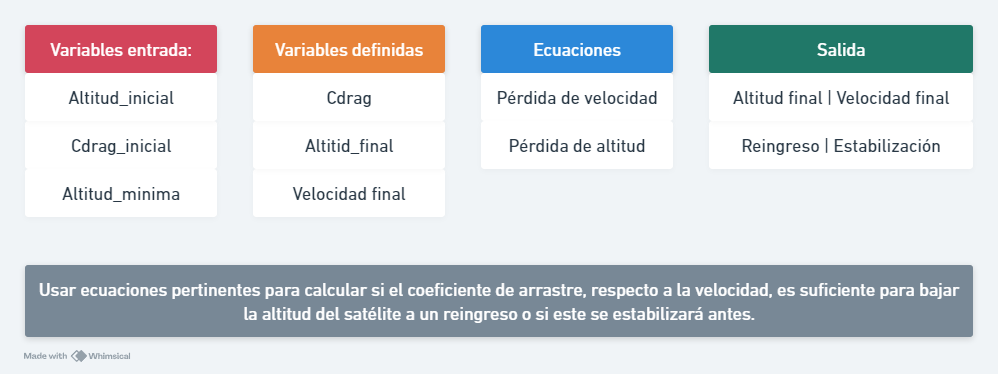 Variables entrada:
Altitud_inicial
Cdrag_inicial
Altitud_minima
Variables definidas
Cdrag
Altitid_final
Velocidad final
Ecuaciones
Pérdida de velocidad
Pérdida de altitud
Salida
Altitud final | Velocidad final
Reingreso | Estabilización
Usar ecuaciones pertinentes para calcular si el coeficiente de arrastre, respecto a la velocidad, es suficiente para bajar
la altitud del satélite a un reingreso o si este se estabilizará antes.
Made with Whimsical